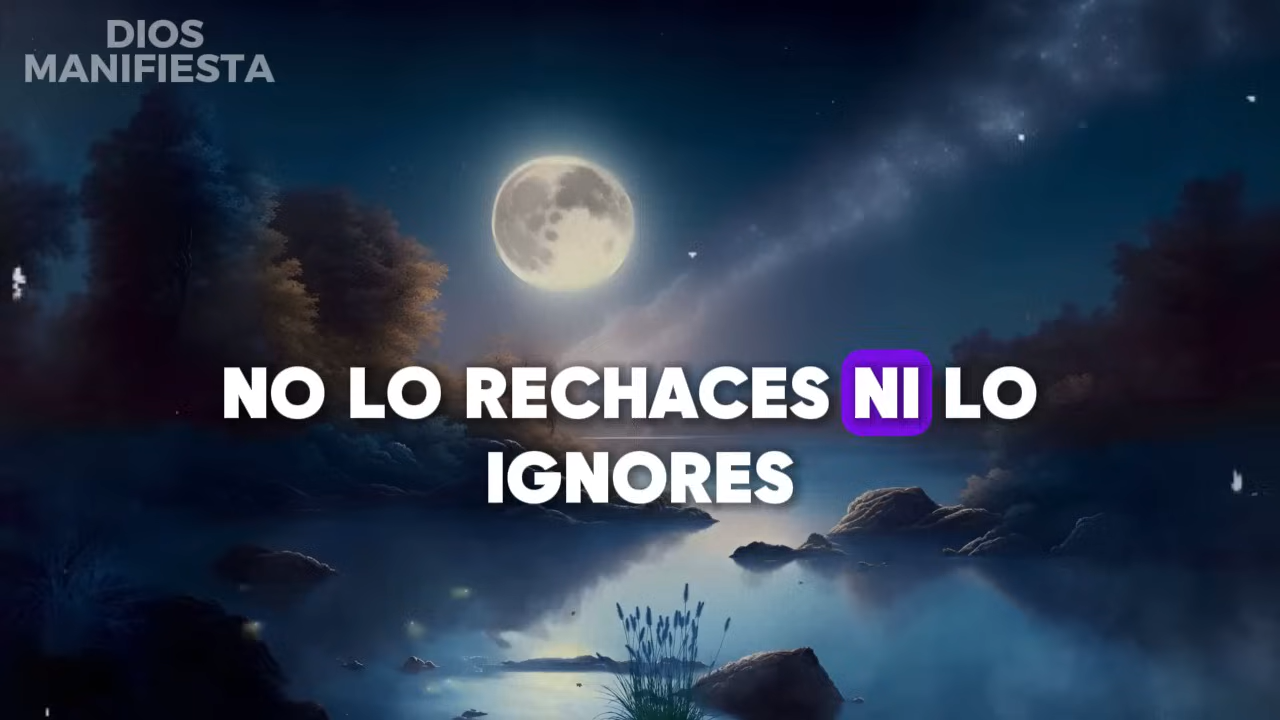 DIOS
MANIFIESTA
NO LO RECHACES NI LO
IGNORES